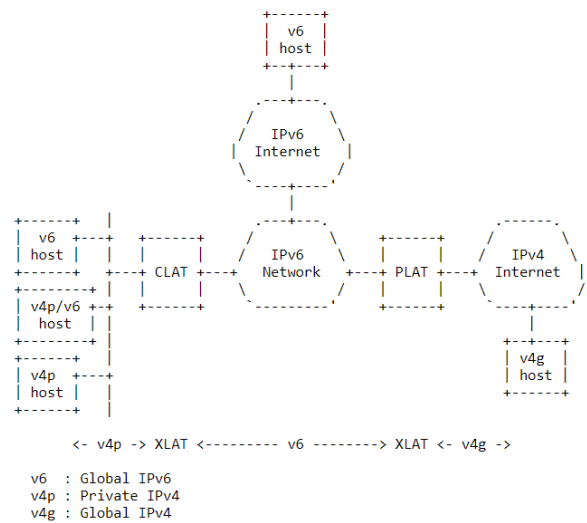 +------+
                               |  v6  |
                               | host |
                               +--+---+
                                  |
                              .---+---.
                             /         \
                            /   IPv6    \
                           |  Internet   |
                            \           /
                             `----+----'
                                  |
+------+   |                  .---+---.                   .------.
|  v6  +---+   +------+      /         \     +------+    /        \
| host |   |   |      |     /   IPv6    \    |      |   /   IPv4   \
+------+   +---+ CLAT +---+   Network    +---+ PLAT +---+ Internet  |
+--------+ |   |      |     \           /    |      |   \           /
| v4p/v6 +-+   +------+      `---------'     +------+    `----+----'
|  host  | |                                                  |
+--------+ |                                               +--+---+
+------+   |                                               | v4g  |
| v4p  +---+                                               | host |
| host |   |                                               +------+
+------+   |
<- v4p -> XLAT <--------- v6 --------> XLAT <- v4g ->
v6 : Global IPv6
v4p : Private IPv4
v4g : Global IPv4